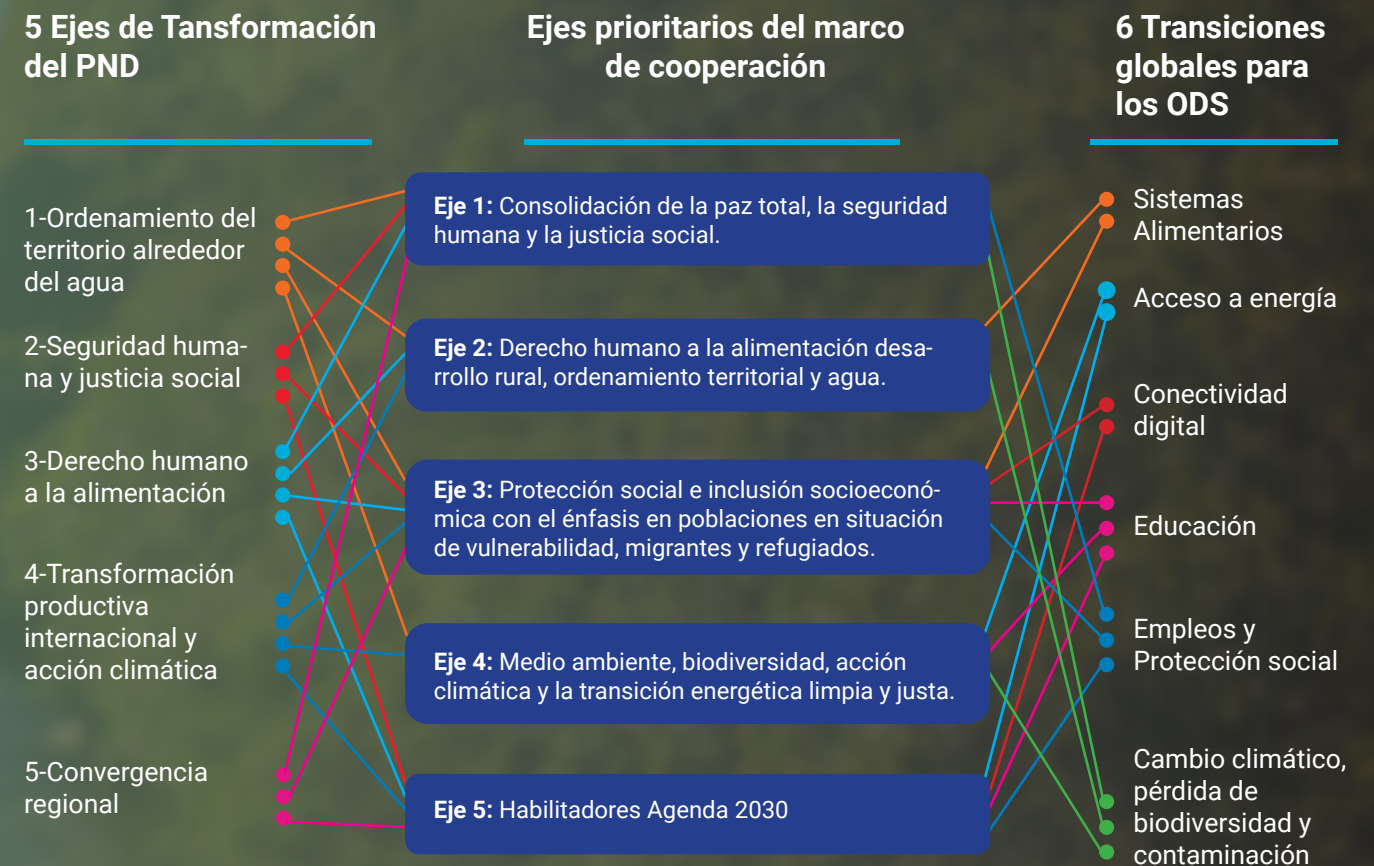 5 Ejes de Tansformación
del PND
Ejes prioritarios del marco
de cooperación
6 Transiciones
globales para
los ODS
1-Ordenamiento del
territorio alrededor
del agua
2-Seguridad huma-
na y justicia social
3-Derecho humano
a la alimentación
4-Transformación
productiva
internacional y
acción climática
5-Convergencia
regional
Eje 1: Consolidación de la paz total, la seguridad
humana y la justicia social.
Eje 2: Derecho humano a la alimentación desa-
rrollo rural, ordenamiento territorial y agua.
Eje 3: Protección social e inclusión socioeconó-
mica con el énfasis en poblaciones en situación
de vulnerabilidad, migrantes y refugiados.
Eje 4: Medio ambiente, biodiversidad, acción
climática y la transición energética limpia y justa.
Eje 5: Habilitadores Agenda 2030
Sistemas
Alimentarios
Acceso a energía
Conectividad
digital
Educación
Empleos y
Protección social
Cambio climático,
pérdida de
biodiversidad y
contaminación